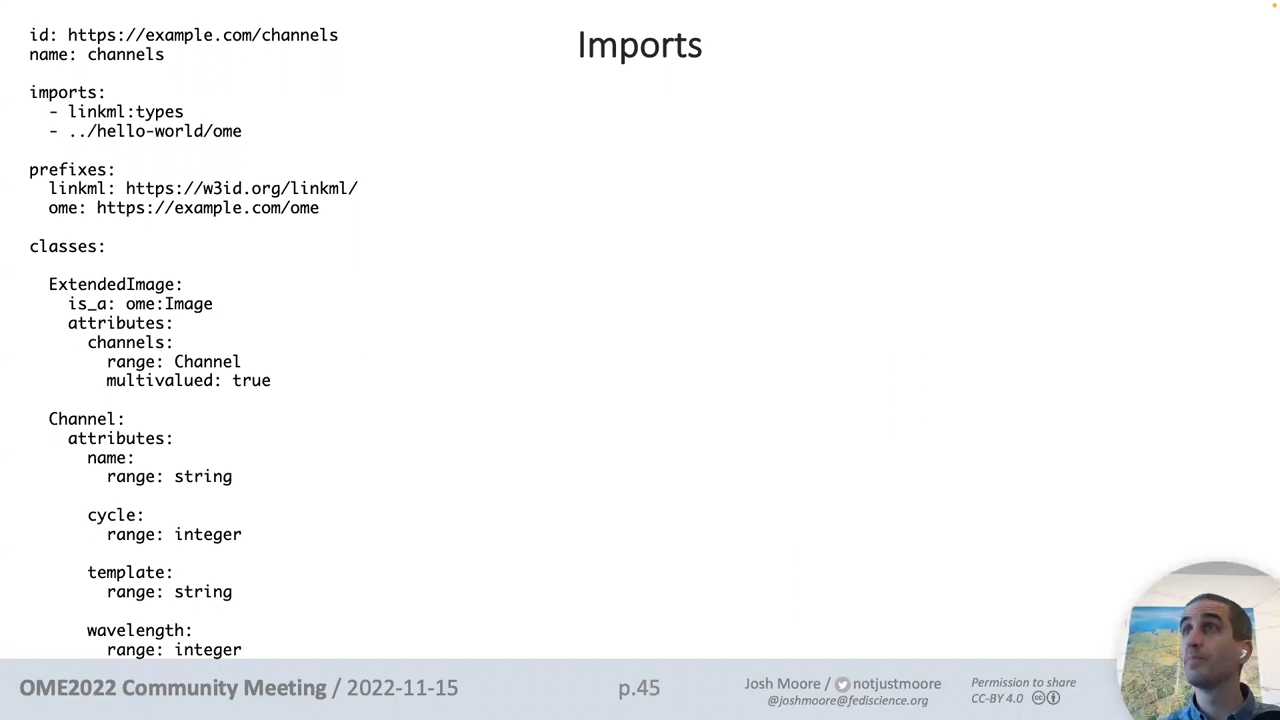 Imports
id: https://example.com/channels
name: channels
imports:
- linkml:types
- ../hello-world/ome
prefixes:
linkml: https://w3id.org/linkml/
ome: https://example.com/ome
classes:
ExtendedImage:
is_a: ome:Image
attributes:
channels:
range: Channel
multivalued: true
Channel:
attributes:
name:
range: string
cycle:
range: integer
template:
range: string
wavelength:
range: integer
OME2022 Community Meeting / 2022-11-15
p.45
Josh Moore / notjustmoore
@joshmoore@fediscience.org
Permission to share
CC-BY 4.0